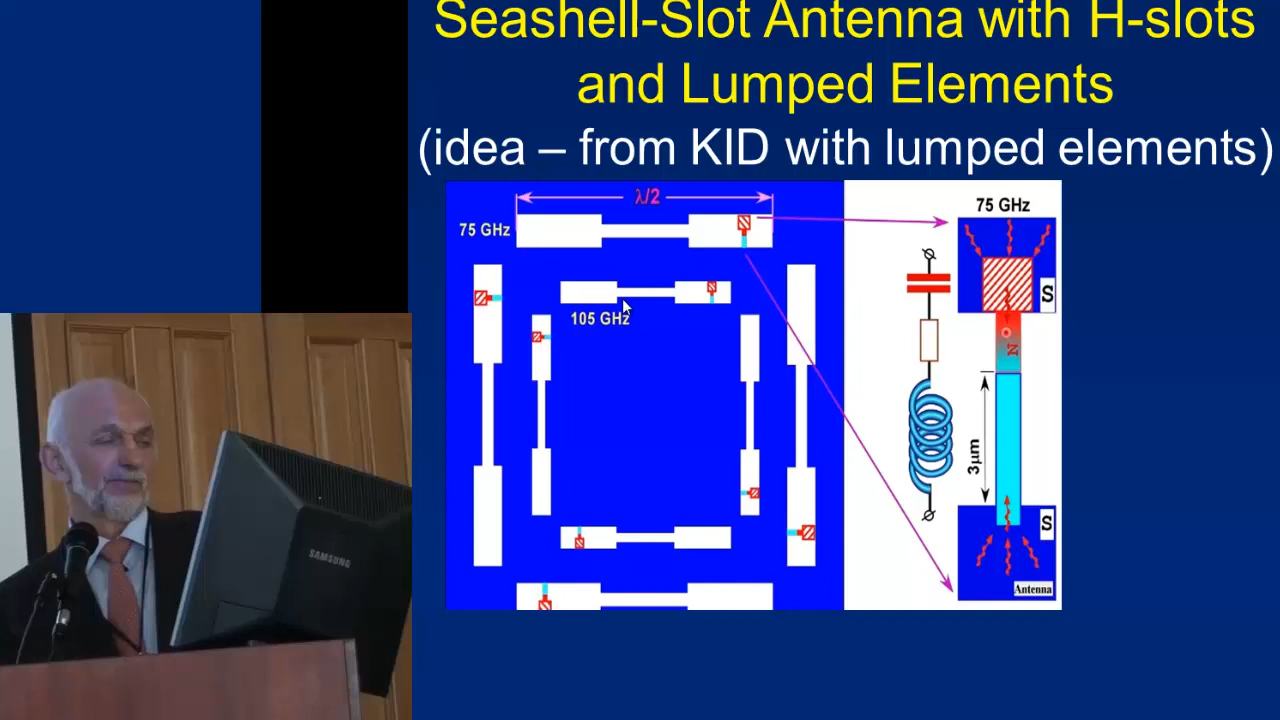 Seashell-Slot Antenna with H-slots
and Lumped Elements
(idea – from KID with lumped elements)
λ/2
75 GHz
105 GHz
75 GHz
S
N
3μm
S
Antenna
SAMSUNG